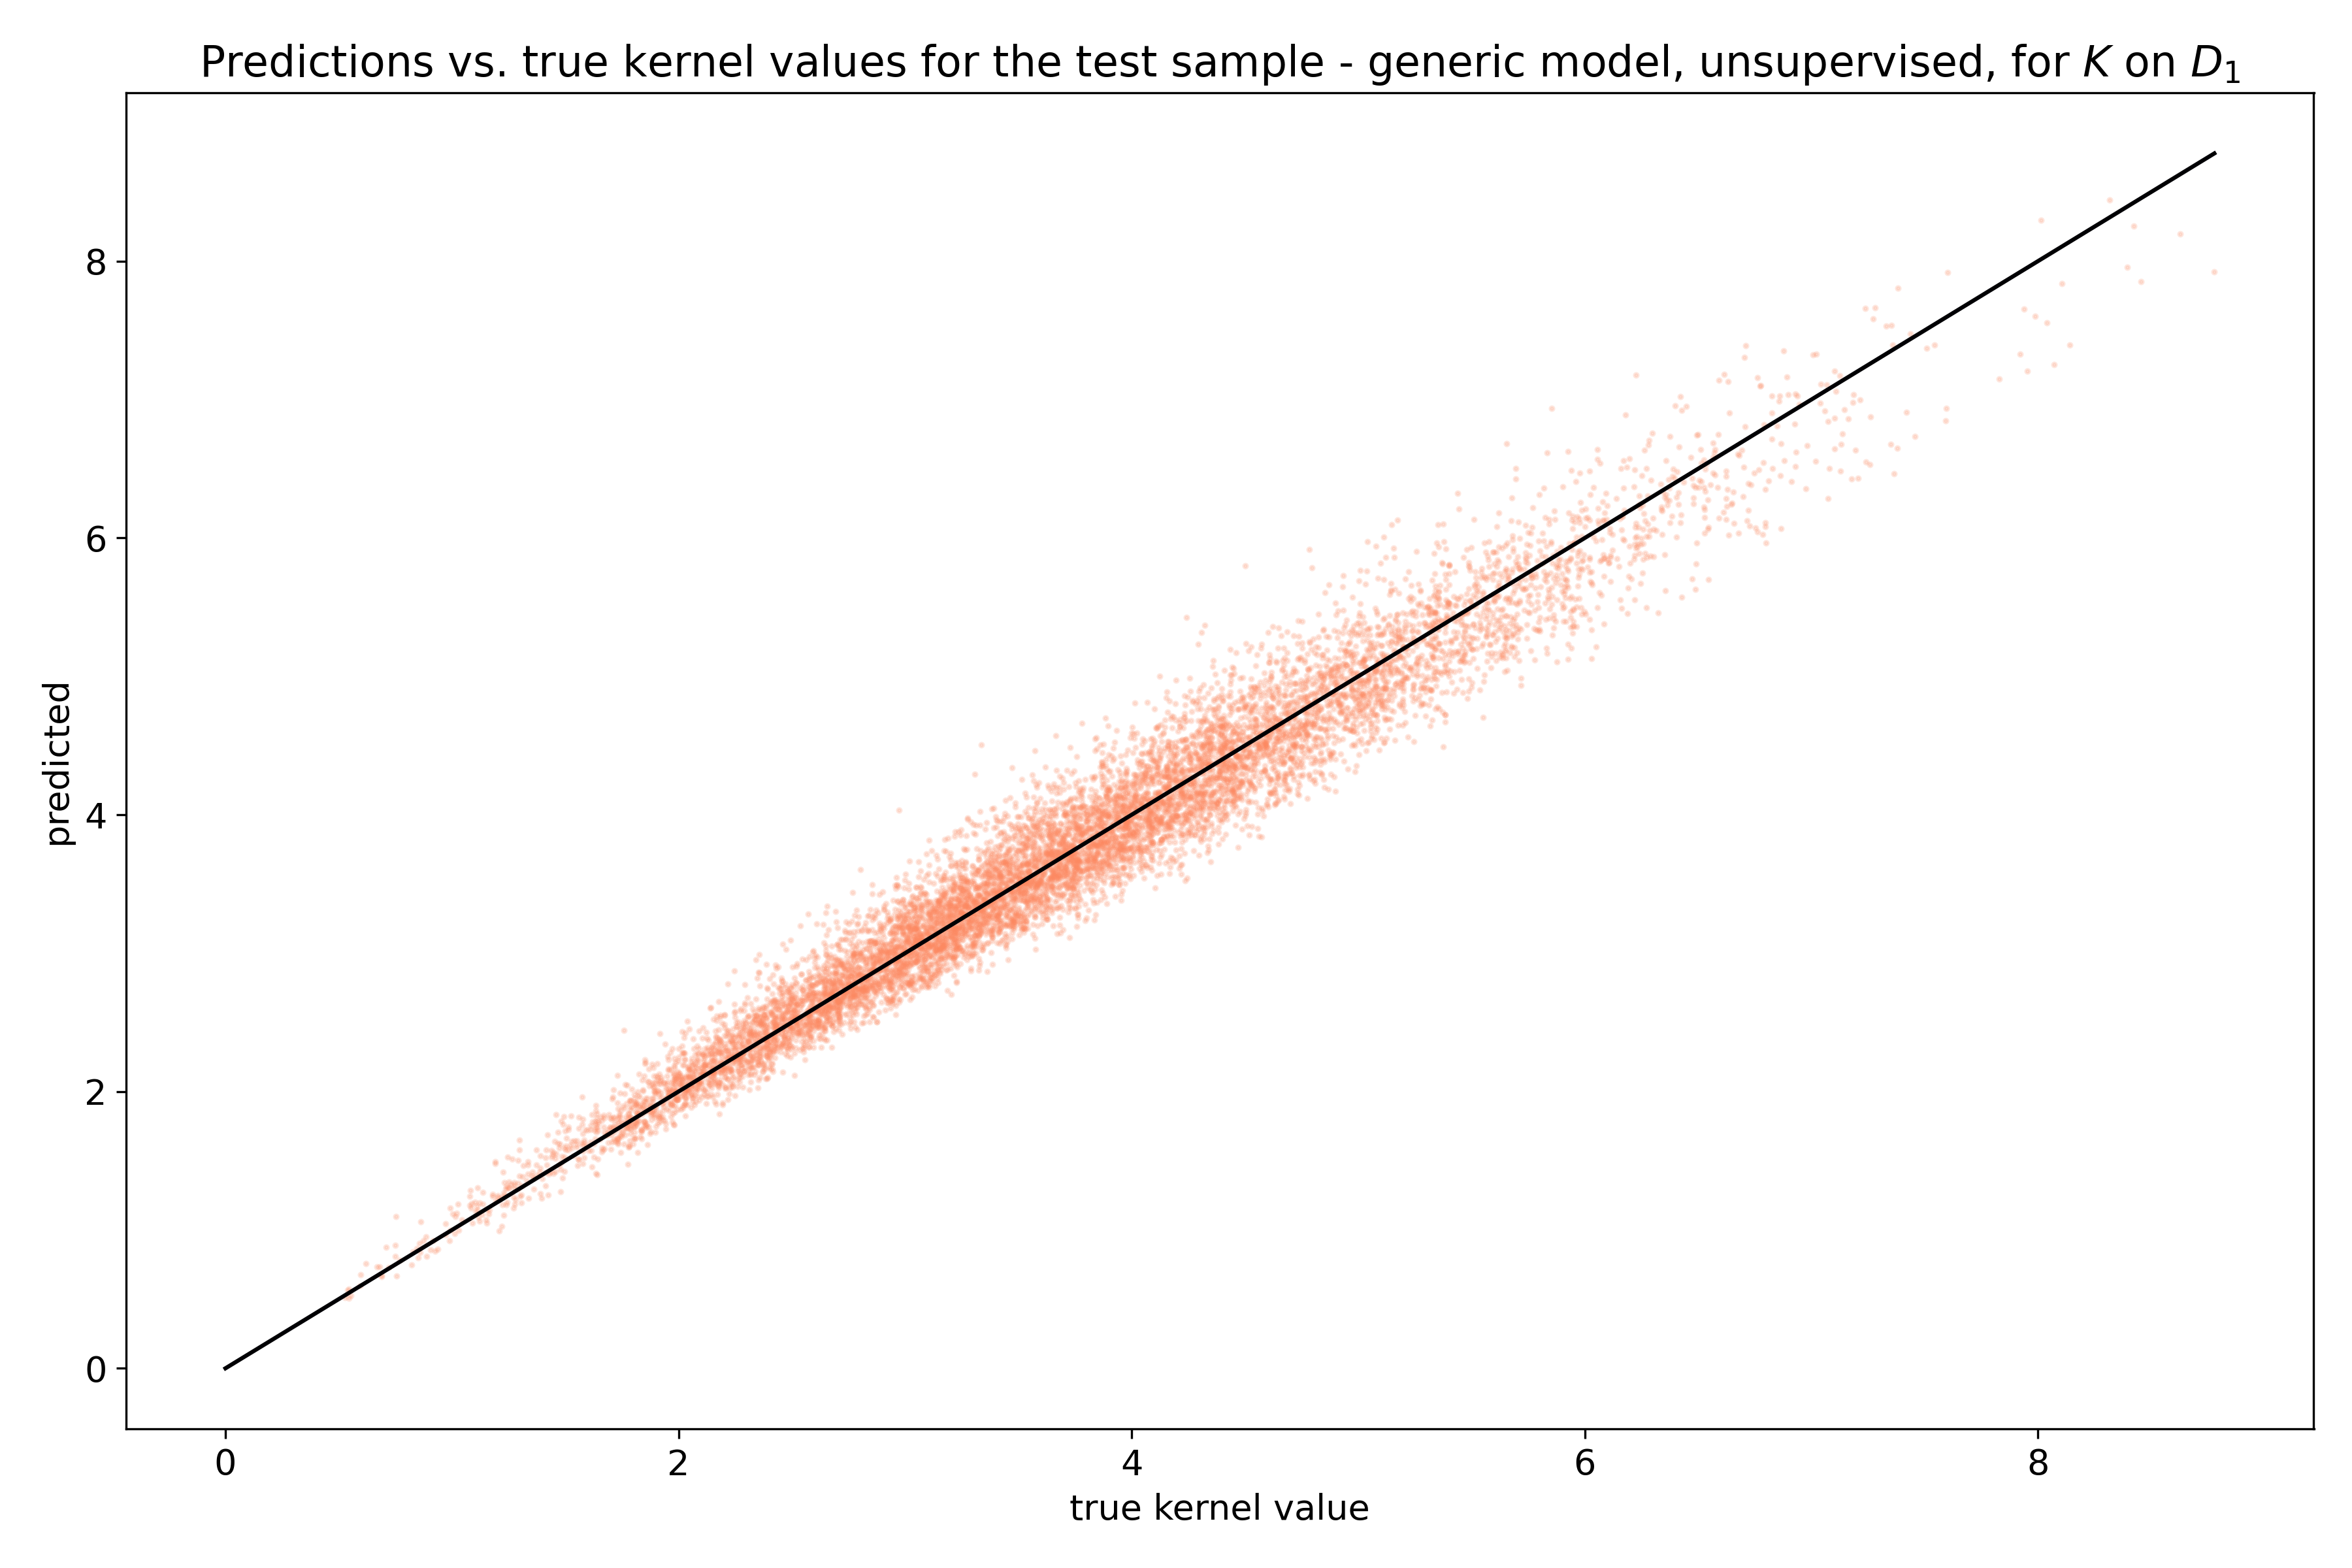 Predictions vs. true kernel values for the test sample - generic model, unsupervised, for K on D₁
8
6
predicted
4
2
0
0 2 4 6 8
true kernel value